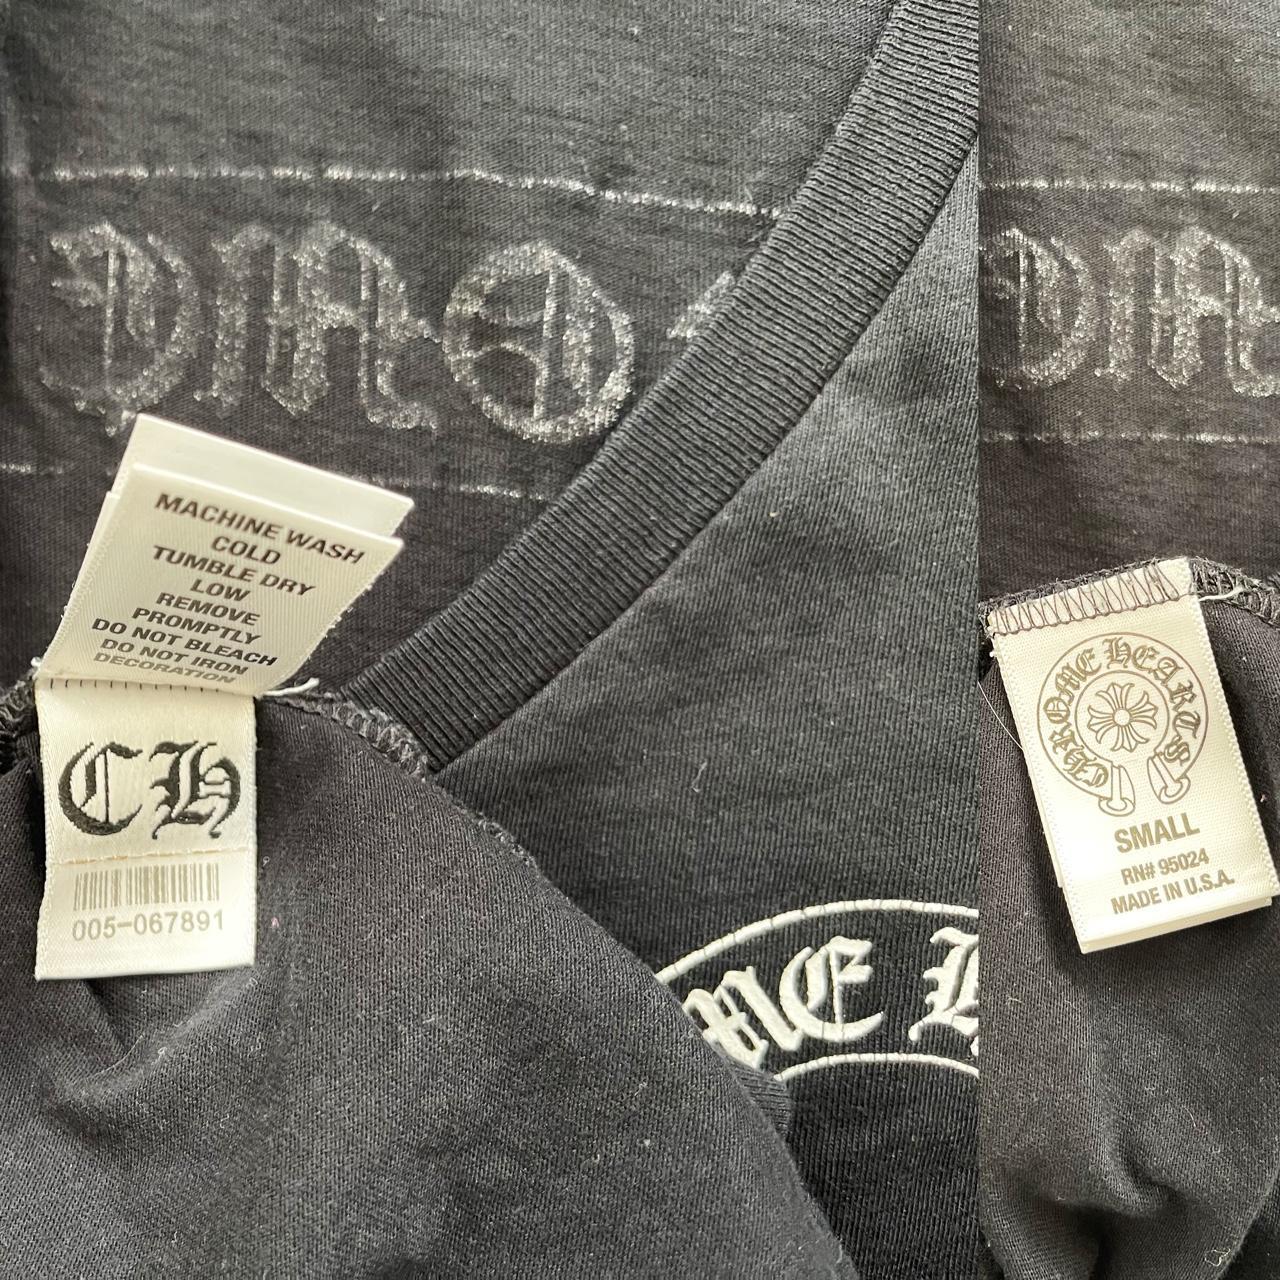 MACHINE WASH
COLD
TUMBLE DRY
LOW
REMOVE
PROMPTLY
DO NOT BLEACH
DO NOT IRON
DECORATION
CH
005-067891
CHROME HEARTS
SMALL
RN# 95024
MADE IN U.S.A.
OME H